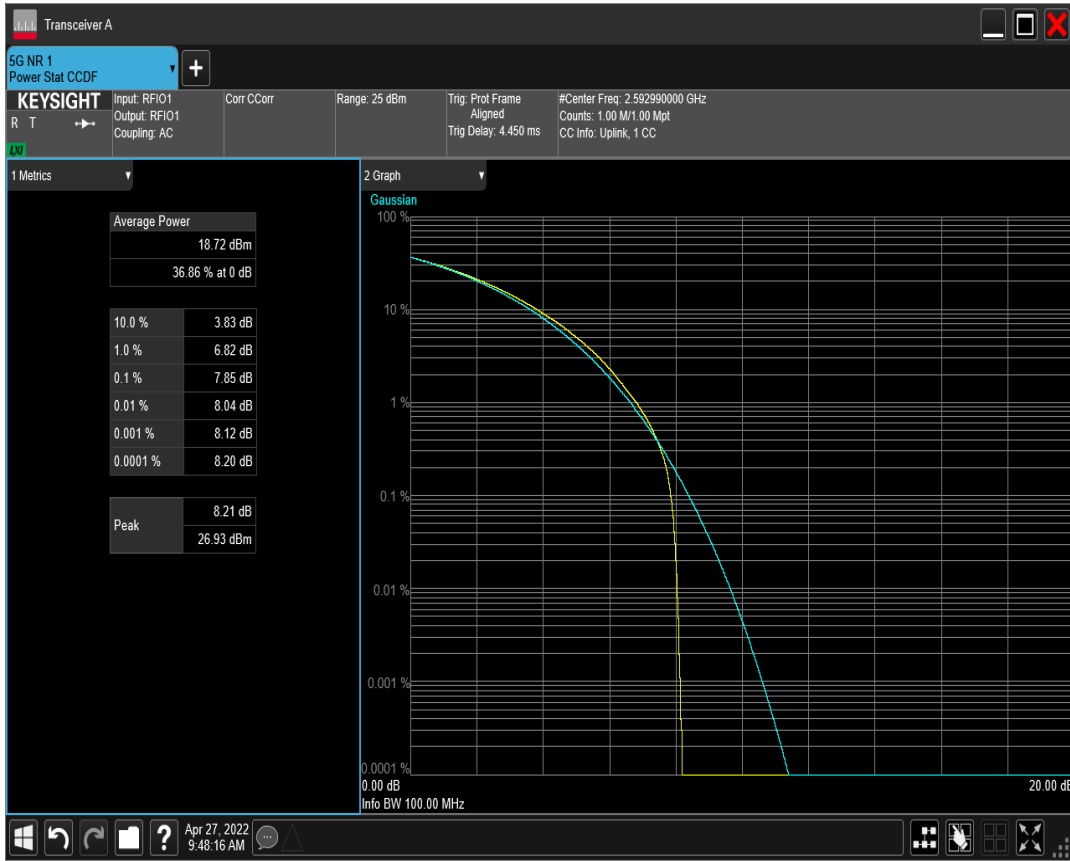 Transceiver A
5G NR 1
Power Stat CCDF
KEYSIGHT
R T
LXI
Input: RFIO1
Output: RFIO1
Coupling: AC
Corr CCorr
Range: 25 dBm
Trig: Prot Frame
Aligned
Trig Delay: 4.450 ms
#Center Freq: 2.592990000 GHz
Counts: 1.00 M/1.00 Mpt
CC Info: Uplink, 1 CC
1 Metrics
Average Power
18.72 dBm
36.86 % at 0 dB
10.0 % 3.83 dB
1.0 % 6.82 dB
0.1 % 7.85 dB
0.01 % 8.04 dB
0.001 % 8.12 dB
0.0001 % 8.20 dB
Peak
8.21 dB
26.93 dBm
2 Graph
Gaussian
100 %
10 %
1 %
0.1 %
0.01 %
0.001 %
0.0001 %
0.00 dB 20.00 dB
Info BW 100.00 MHz
?
Apr 27, 2022
9:48:16 AM